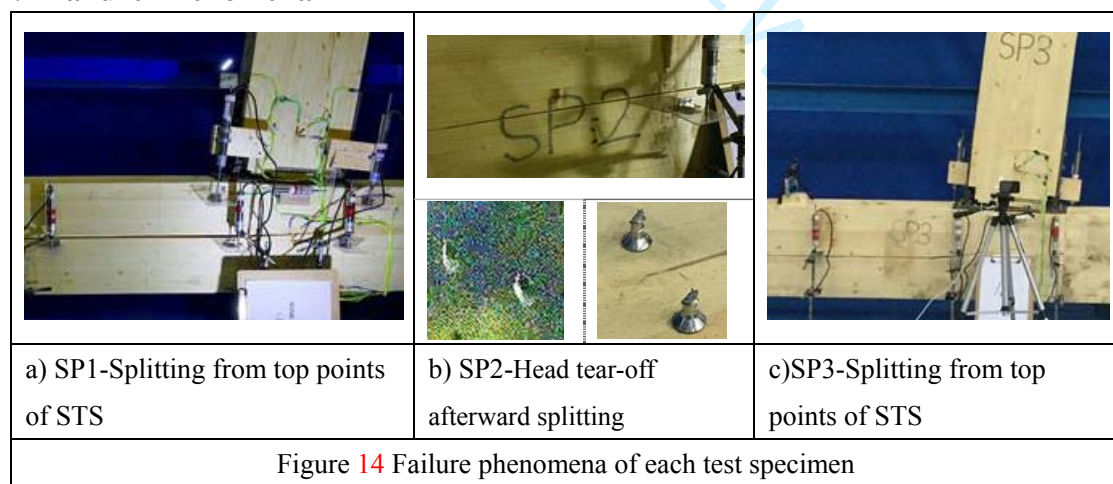 SP3
SP2
SP3
a) SP1-Splitting from top points
of STS
b) SP2-Head tear-off
afterward splitting
c)SP3-Splitting from top
points of STS
Figure 14 Failure phenomena of each test specimen